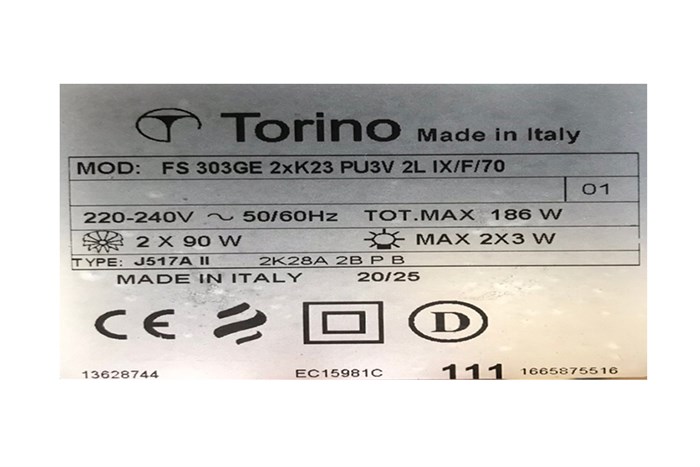 Torino Made in Italy
MOD: FS 303GE 2xK23 PU3V 2L IX/F/70
01
220-240V ~ 50/60Hz TOT.MAX 186 W
2 X 90 W MAX 2X3 W
TYPE: J517A II 2K28A 2B P B
MADE IN ITALY 20/25
CE D
13628744 EC15981C 111 1665875516